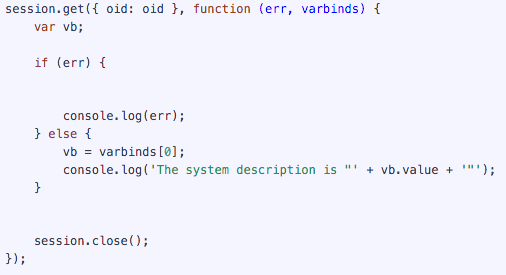 session.get({ oid: oid }, function (err, varbinds) {
    var vb;

    if (err) {


        console.log(err);
    } else {
        vb = varbinds[0];
        console.log('The system description is "' + vb.value + '"');
    }


    session.close();
});